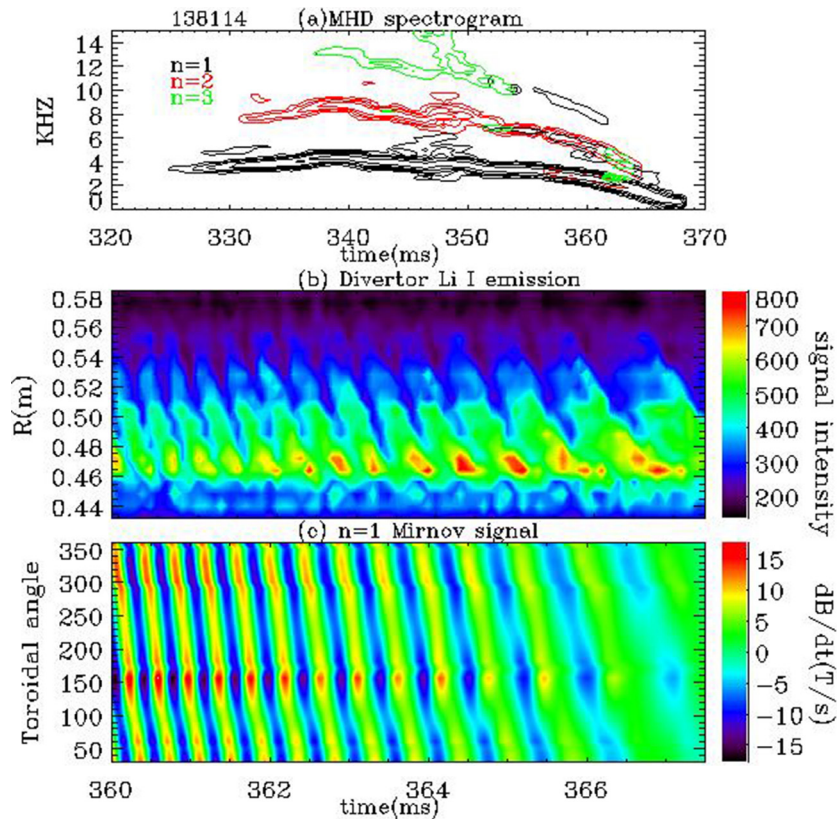 138114 (a)MHD spectrogram
14
12
10
8
6
4
2
0
KHZ
n=1
n=2
n=3
320 330 340 350 360 370
time(ms)
(b) Divertor Li I emission
0.58
0.56
0.54
0.52
0.50
0.48
0.46
0.44
R(m)
800
700
600
500
400
300
200
signal intensity
(c) n=1 Mirnov signal
350
300
250
200
150
100
50
Toroidal angle
15
10
5
0
−5
−10
−15
dB/dt(T/s)
360 362 364 366
time(ms)